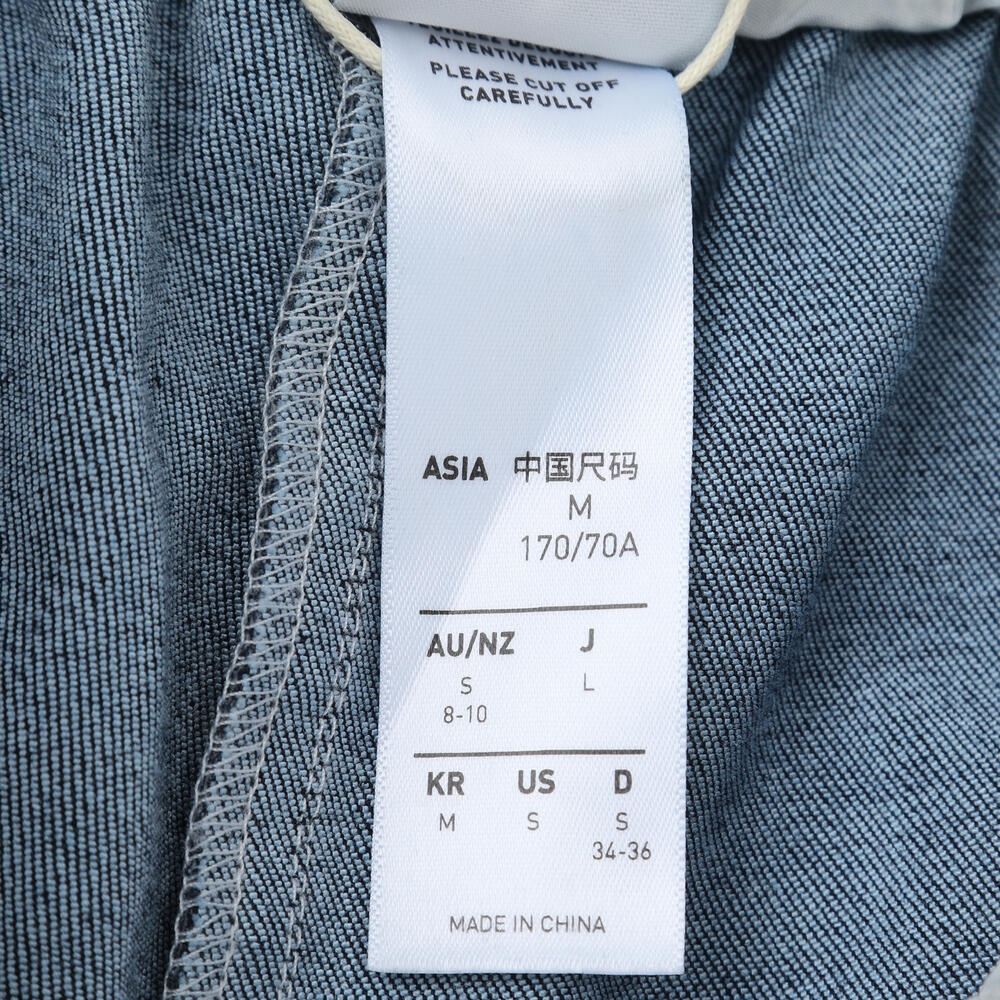 ATTENTIVEMENT
PLEASE CUT OFF
CAREFULLY
ASIA 中国尺码
M
170/70A
AU/NZ J
S L
8-10
KR US D
M S S
34-36
MADE IN CHINA